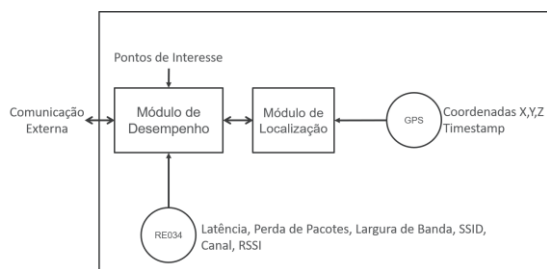 Pontos de Interesse
Comunicação
Externa
Módulo de
Desempenho
Módulo de
Localização
GPS
Coordenadas X,Y,Z
Timestamp
RE034
Latência, Perda de Pacotes, Largura de Banda, SSID,
Canal, RSSI